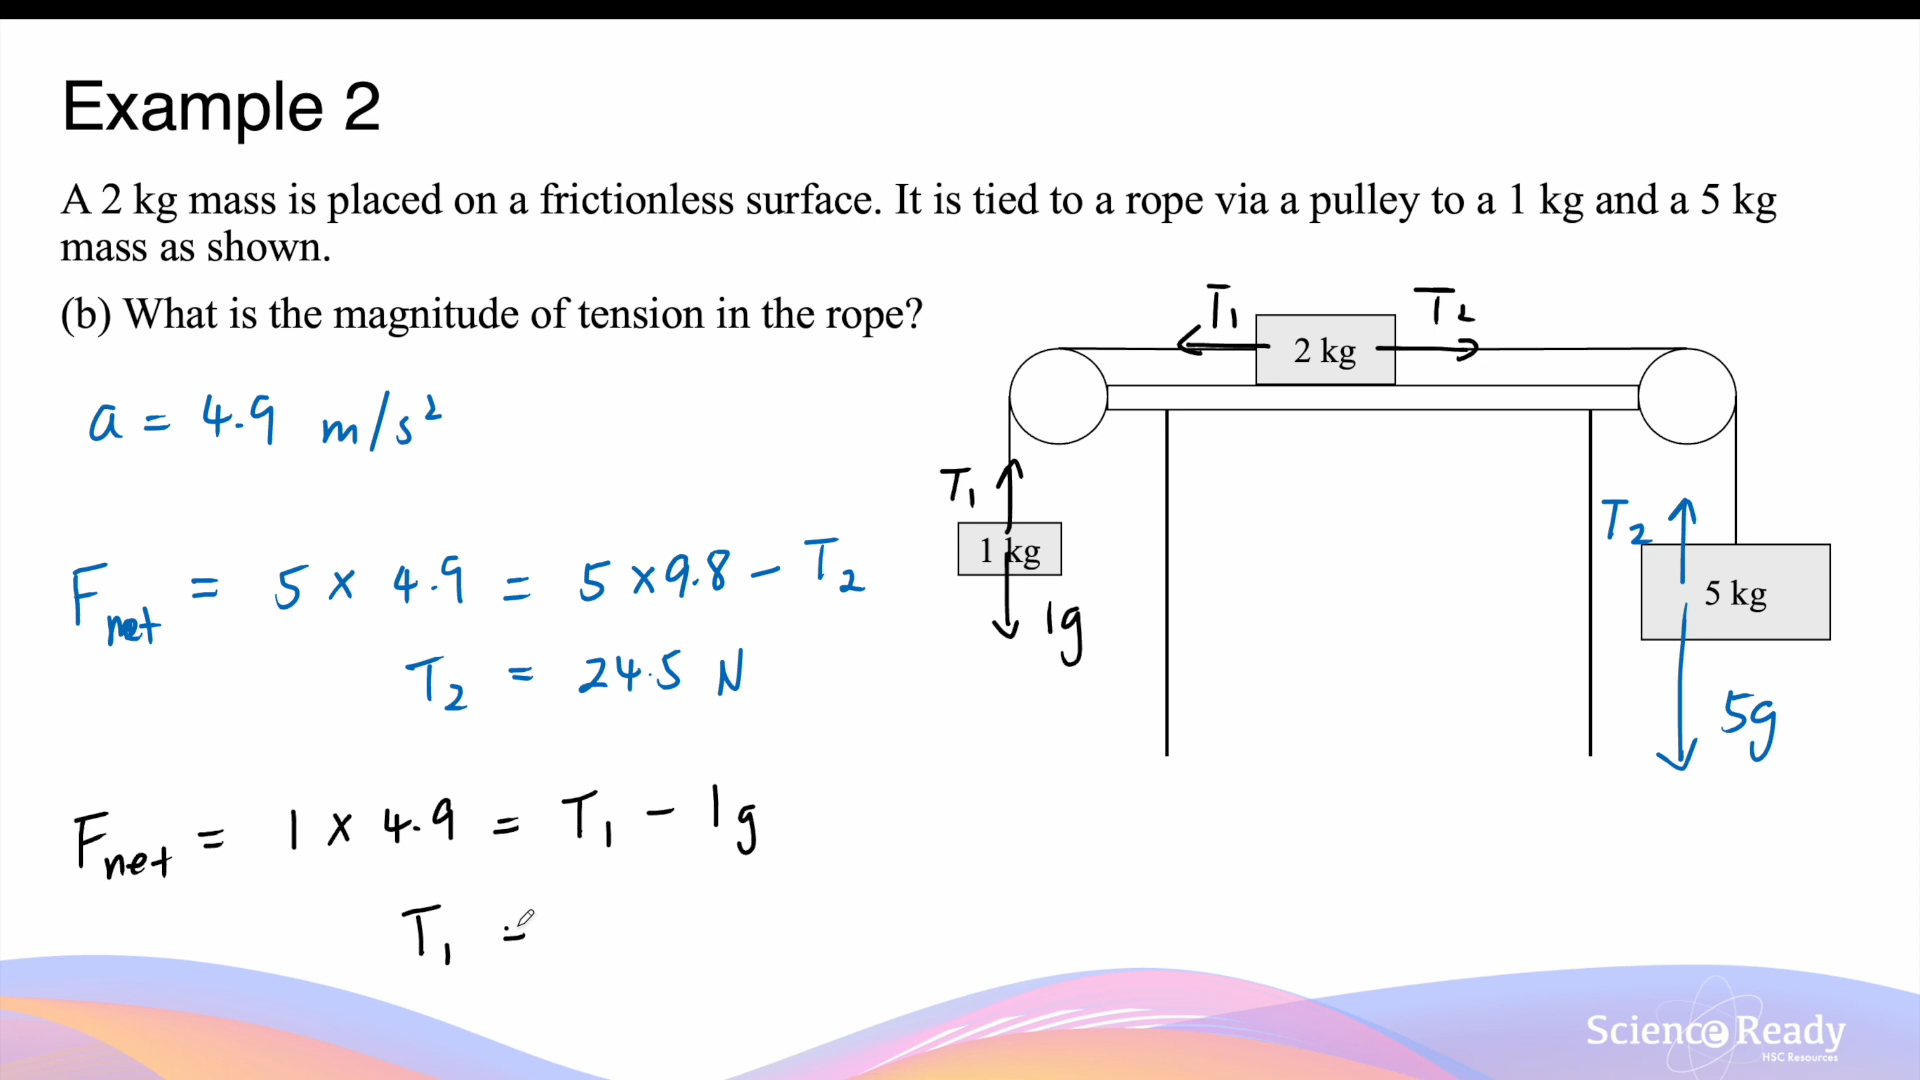 Example 2
A 2 kg mass is placed on a frictionless surface. It is tied to a rope via a pulley to a 1 kg and a 5 kg
mass as shown.
(b) What is the magnitude of tension in the rope?
T₁
2 kg
T₂
a = 4.9 m/s²
T₁
1 kg
1g
T₂
5 kg
5g
F_net = 5 × 4.9 = 5 × 9.8 − T₂
T₂ = 24.5 N
F_net = 1 × 4.9 = T₁ − 1g
T₁ =
Science Ready
HSC Resources